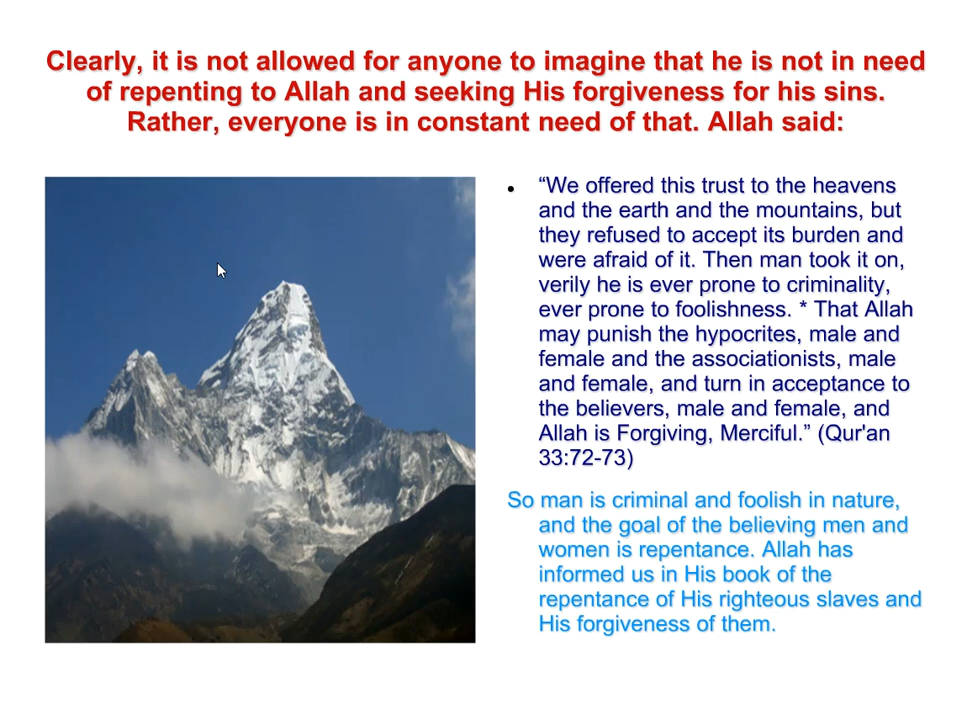 Clearly, it is not allowed for anyone to imagine that he is not in need
of repenting to Allah and seeking His forgiveness for his sins.
Rather, everyone is in constant need of that. Allah said:
“We offered this trust to the heavens
and the earth and the mountains, but
they refused to accept its burden and
were afraid of it. Then man took it on,
verily he is ever prone to criminality,
ever prone to foolishness. * That Allah
may punish the hypocrites, male and
female and the associationists, male
and female, and turn in acceptance to
the believers, male and female, and
Allah is Forgiving, Merciful.” (Qur'an
33:72-73)
So man is criminal and foolish in nature,
and the goal of the believing men and
women is repentance. Allah has
informed us in His book of the
repentance of His righteous slaves and
His forgiveness of them.